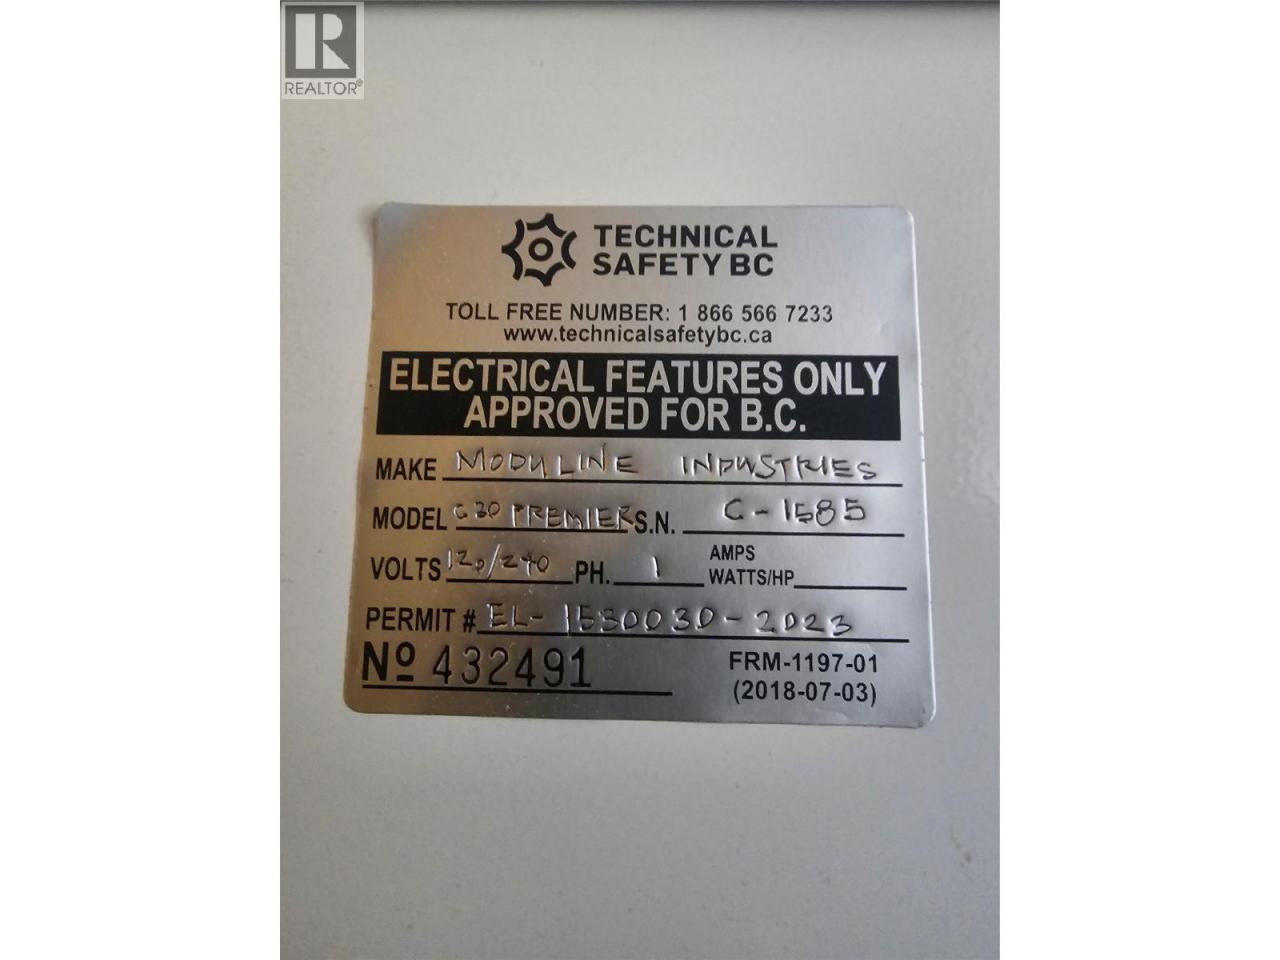 REALTOR®
TECHNICAL
SAFETY BC
TOLL FREE NUMBER: 1 866 566 7233
www.technicalsafetybc.ca
ELECTRICAL FEATURES ONLY
APPROVED FOR B.C.
MAKE MODULINE INDUSTRIES
MODEL C30 PREMIER S.N. C-1585
VOLTS 120/240 PH. 1 AMPS WATTS/HP
PERMIT # EL-1530030-2023
Nº 432491 FRM-1197-01
(2018-07-03)